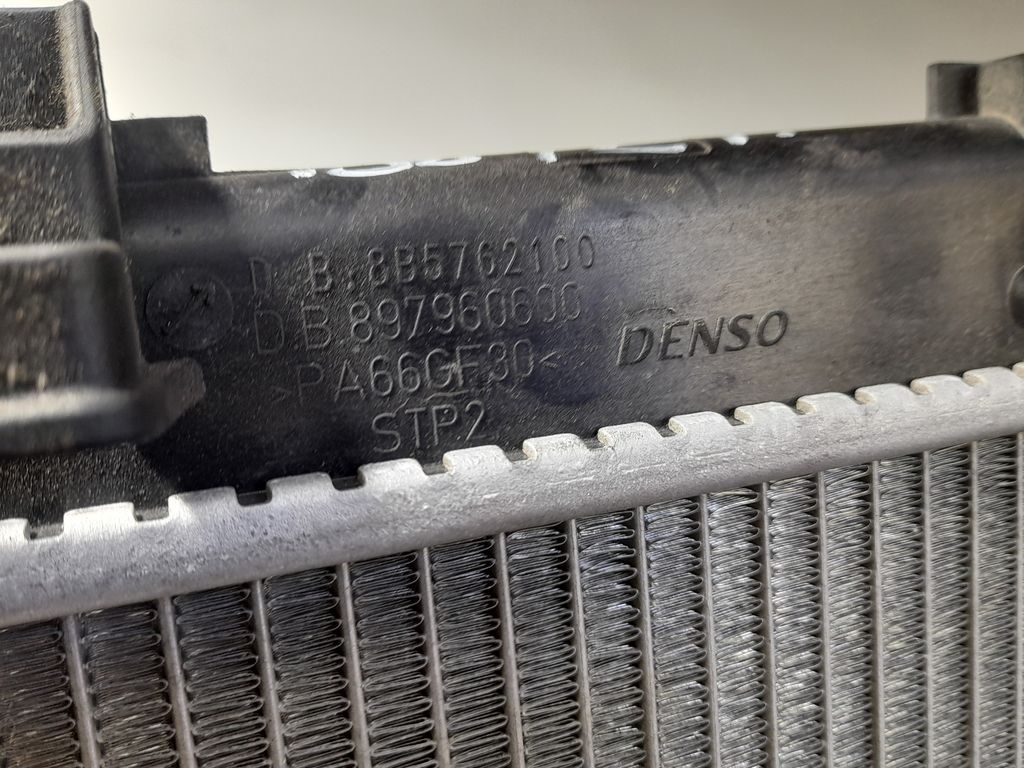 D.B.8B5762100
D.B.897960600
>PA66GF30<
STP2
DENSO